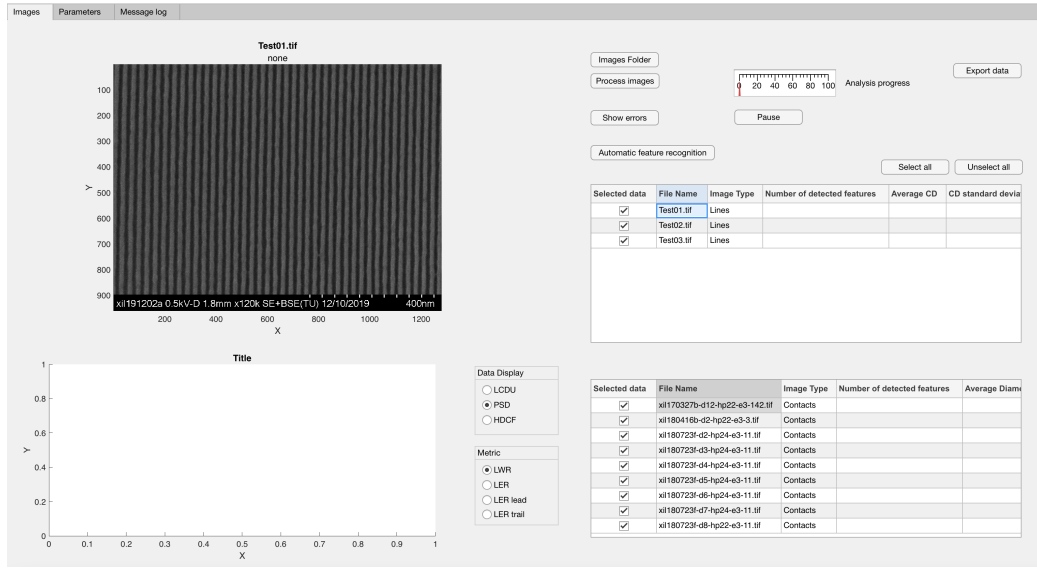 Images Parameters Message log
Test01.tif
none
100
200
300
400
500
600
700
800
900
Y
xil191202a 0.5kV-D 1.8mm x120k SE+BSE(TU) 12/10/2019 400nm
200 400 600 800 1000 1200
X
Images Folder
Process images
0 20 40 60 80 100
Analysis progress
Export data
Show errors
Pause
Automatic feature recognition
Select all
Unselect all
Selected data File Name Image Type Number of detected features Average CD CD standard devia
Test01.tif Lines
Test02.tif Lines
Test03.tif Lines
Title
1
0.8
0.6
0.4
0.2
0
Y
0 0.1 0.2 0.3 0.4 0.5 0.6 0.7 0.8 0.9 1
X
Data Display
LCDU
PSD
HDCF
Metric
LWR
LER
LER lead
LER trail
Selected data File Name Image Type Number of detected features Average Diame
xil170327b-d12-hp22-e3-142.tif Contacts
xil180416b-d2-hp22-e3-3.tif Contacts
xil180723f-d2-hp24-e3-11.tif Contacts
xil180723f-d3-hp24-e3-11.tif Contacts
xil180723f-d4-hp24-e3-11.tif Contacts
xil180723f-d5-hp24-e3-11.tif Contacts
xil180723f-d6-hp24-e3-11.tif Contacts
xil180723f-d7-hp24-e3-11.tif Contacts
xil180723f-d8-hp22-e3-11.tif Contacts